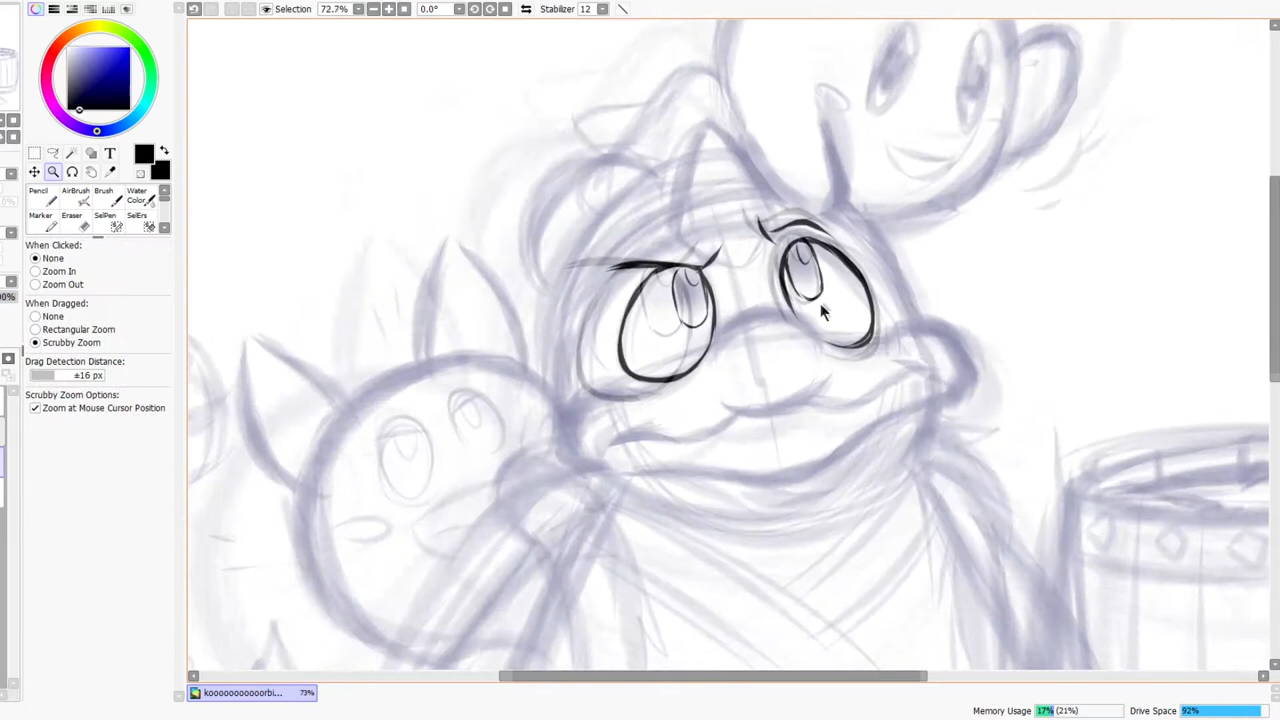 Selection 72.7% 0.0° Stabilizer 12
T
Pencil AirBrush Brush Water Color
Marker Eraser SelPen SelErs
When Clicked:
None
Zoom In
Zoom Out
When Dragged:
None
Rectangular Zoom
Scrubby Zoom
Drag Detection Distance:
±16 px
Scrubby Zoom Options:
Zoom at Mouse Cursor Position
73%
Memory Usage 17% (21%) Drive Space 92%